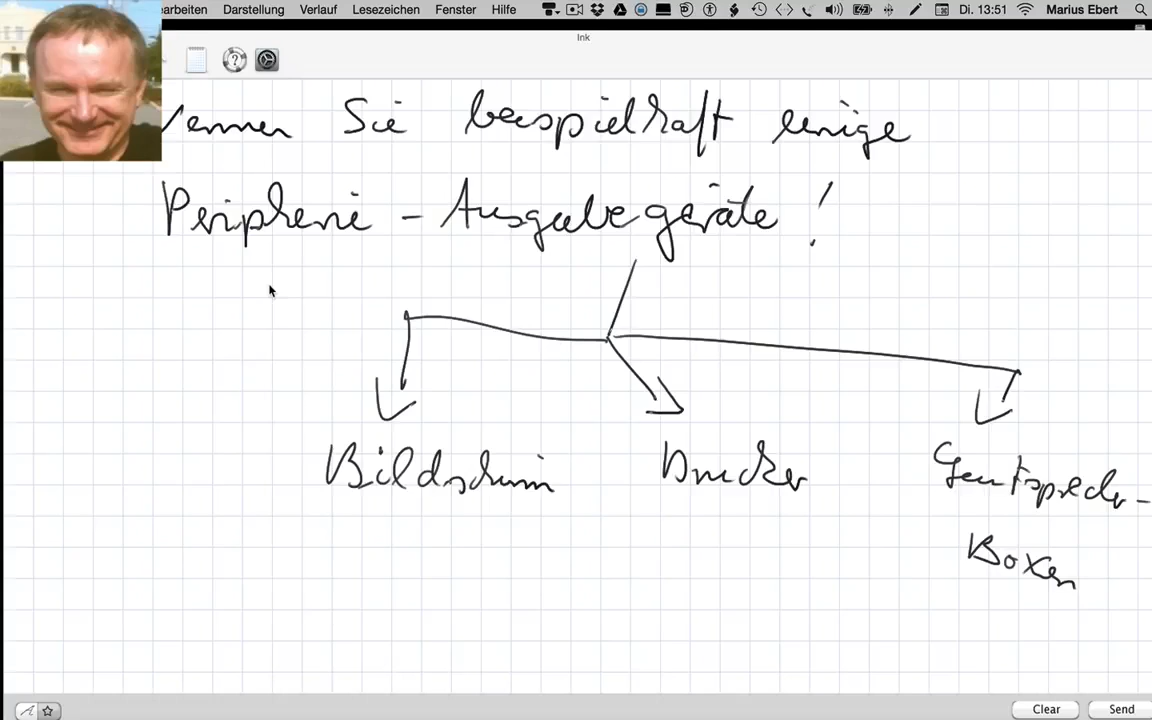 arbeiten Darstellung Verlauf Lesezeichen Fenster Hilfe Di. 13:51 Marius Ebert
Ink
ennen Sie beispielhaft einige
Peripherie - Ausgabegeräte !
Bildschirm Drucker Lautsprecher-
Boxen
Clear Send